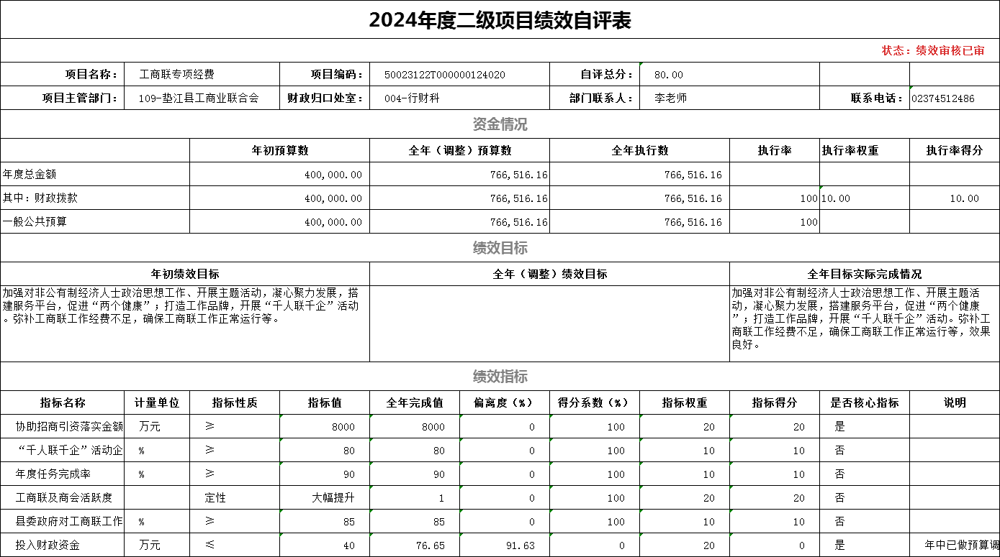 2024年度二级项目绩效自评表
状态：绩效审核已审
项目名称： 工商联专项经费 项目编码： 50023122T000000124020 自评总分： 80.00
项目主管部门： 109-垫江县工商业联合会 财政归口处室： 004-行财科 部门联系人： 李老师 联系电话： 02374512486
资金情况
年初预算数 全年（调整）预算数 全年执行数 执行率 执行率权重 执行率得分
年度总金额 400,000.00 766,516.16 766,516.16
其中：财政拨款 400,000.00 766,516.16 766,516.16 100 10.00 10.00
一般公共预算 400,000.00 766,516.16 766,516.16 100
绩效目标
年初绩效目标 全年（调整）绩效目标 全年目标实际完成情况
加强对非公有制经济人士政治思想工作、开展主题活动，凝心聚力发展，搭
建服务平台，促进“两个健康”；打造工作品牌，开展“千人联千企”活动
。弥补工商联工作经费不足，确保工商联工作正常运行等。
加强对非公有制经济人士政治思想工作、开展主题活
动，凝心聚力发展，搭建服务平台，促进“两个健康
”；打造工作品牌，开展“千人联千企”活动。弥补工
商联工作经费不足，确保工商联工作正常运行等，效果
良好。
绩效指标
指标名称 计量单位 指标性质 指标值 全年完成值 偏离度（%） 得分系数（%） 指标权重 指标得分 是否核心指标 说明
协助招商引资落实金额 万元 ≥ 8000 8000 0 100 20 20 是
“千人联千企”活动企 % ≥ 80 80 0 100 10 10 否
年度任务完成率 % ≥ 90 90 0 100 10 10 否
工商联及商会活跃度 定性 大幅提升 1 0 100 20 20 否
县委政府对工商联工作 % ≥ 85 85 0 100 10 10 否
投入财政资金 万元 ≤ 40 76.65 91.63 0 20 0 是 年中已做预算调